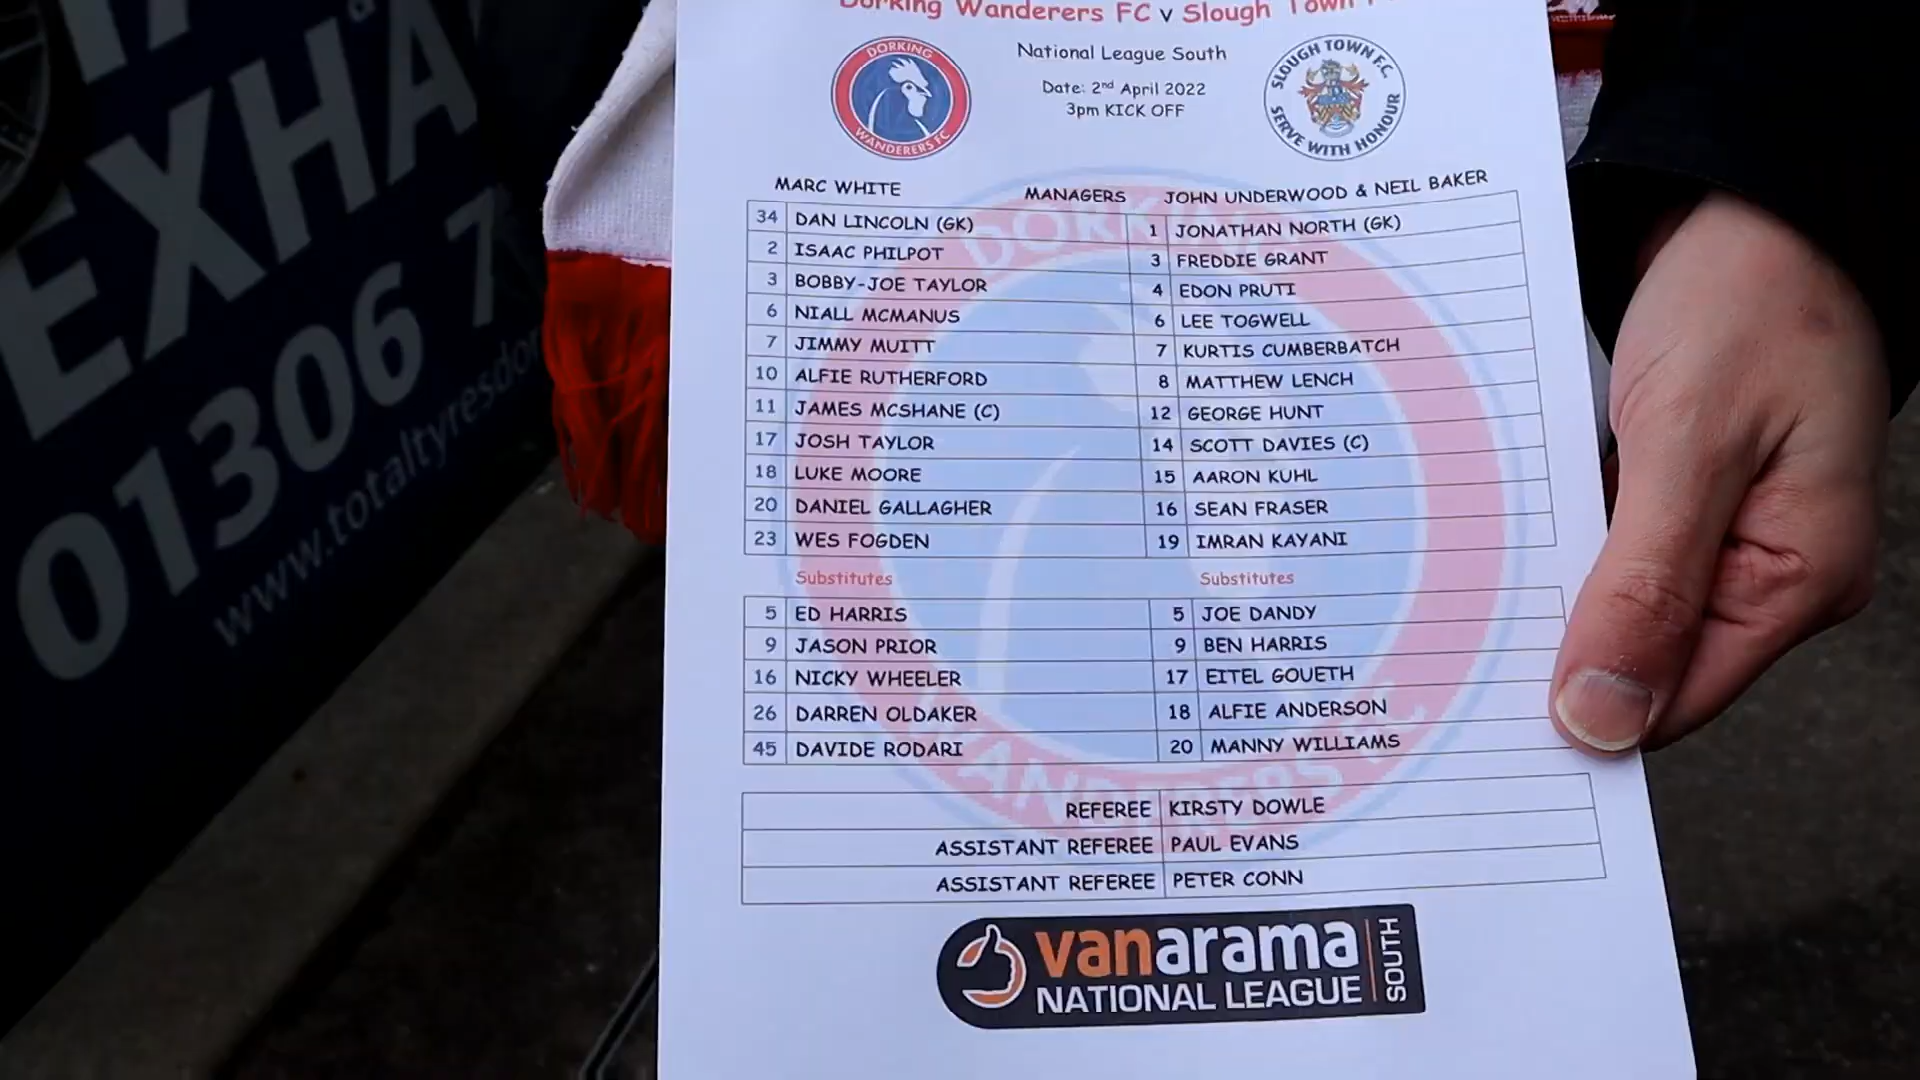 Dorking Wanderers FC v Slough Town
DORKING WANDERERS FC
National League South
Date: 2nd April 2022
3pm KICK OFF
SLOUGH TOWN F.C.
SERVE WITH HONOUR
MARC WHITE MANAGERS JOHN UNDERWOOD & NEIL BAKER
34 DAN LINCOLN (GK) 1 JONATHAN NORTH (GK)
2 ISAAC PHILPOT 3 FREDDIE GRANT
3 BOBBY-JOE TAYLOR 4 EDON PRUTI
6 NIALL MCMANUS 6 LEE TOGWELL
7 JIMMY MUITT 7 KURTIS CUMBERBATCH
10 ALFIE RUTHERFORD 8 MATTHEW LENCH
11 JAMES MCSHANE (C) 12 GEORGE HUNT
17 JOSH TAYLOR 14 SCOTT DAVIES (C)
18 LUKE MOORE 15 AARON KUHL
20 DANIEL GALLAGHER 16 SEAN FRASER
23 WES FOGDEN 19 IMRAN KAYANI
Substitutes Substitutes
5 ED HARRIS 5 JOE DANDY
9 JASON PRIOR 9 BEN HARRIS
16 NICKY WHEELER 17 EITEL GOUETH
26 DARREN OLDAKER 18 ALFIE ANDERSON
45 DAVIDE RODARI 20 MANNY WILLIAMS
REFEREE KIRSTY DOWLE
ASSISTANT REFEREE PAUL EVANS
ASSISTANT REFEREE PETER CONN
vanarama
NATIONAL LEAGUE
SOUTH
EXHA
01306 7
www.totaltyresdor